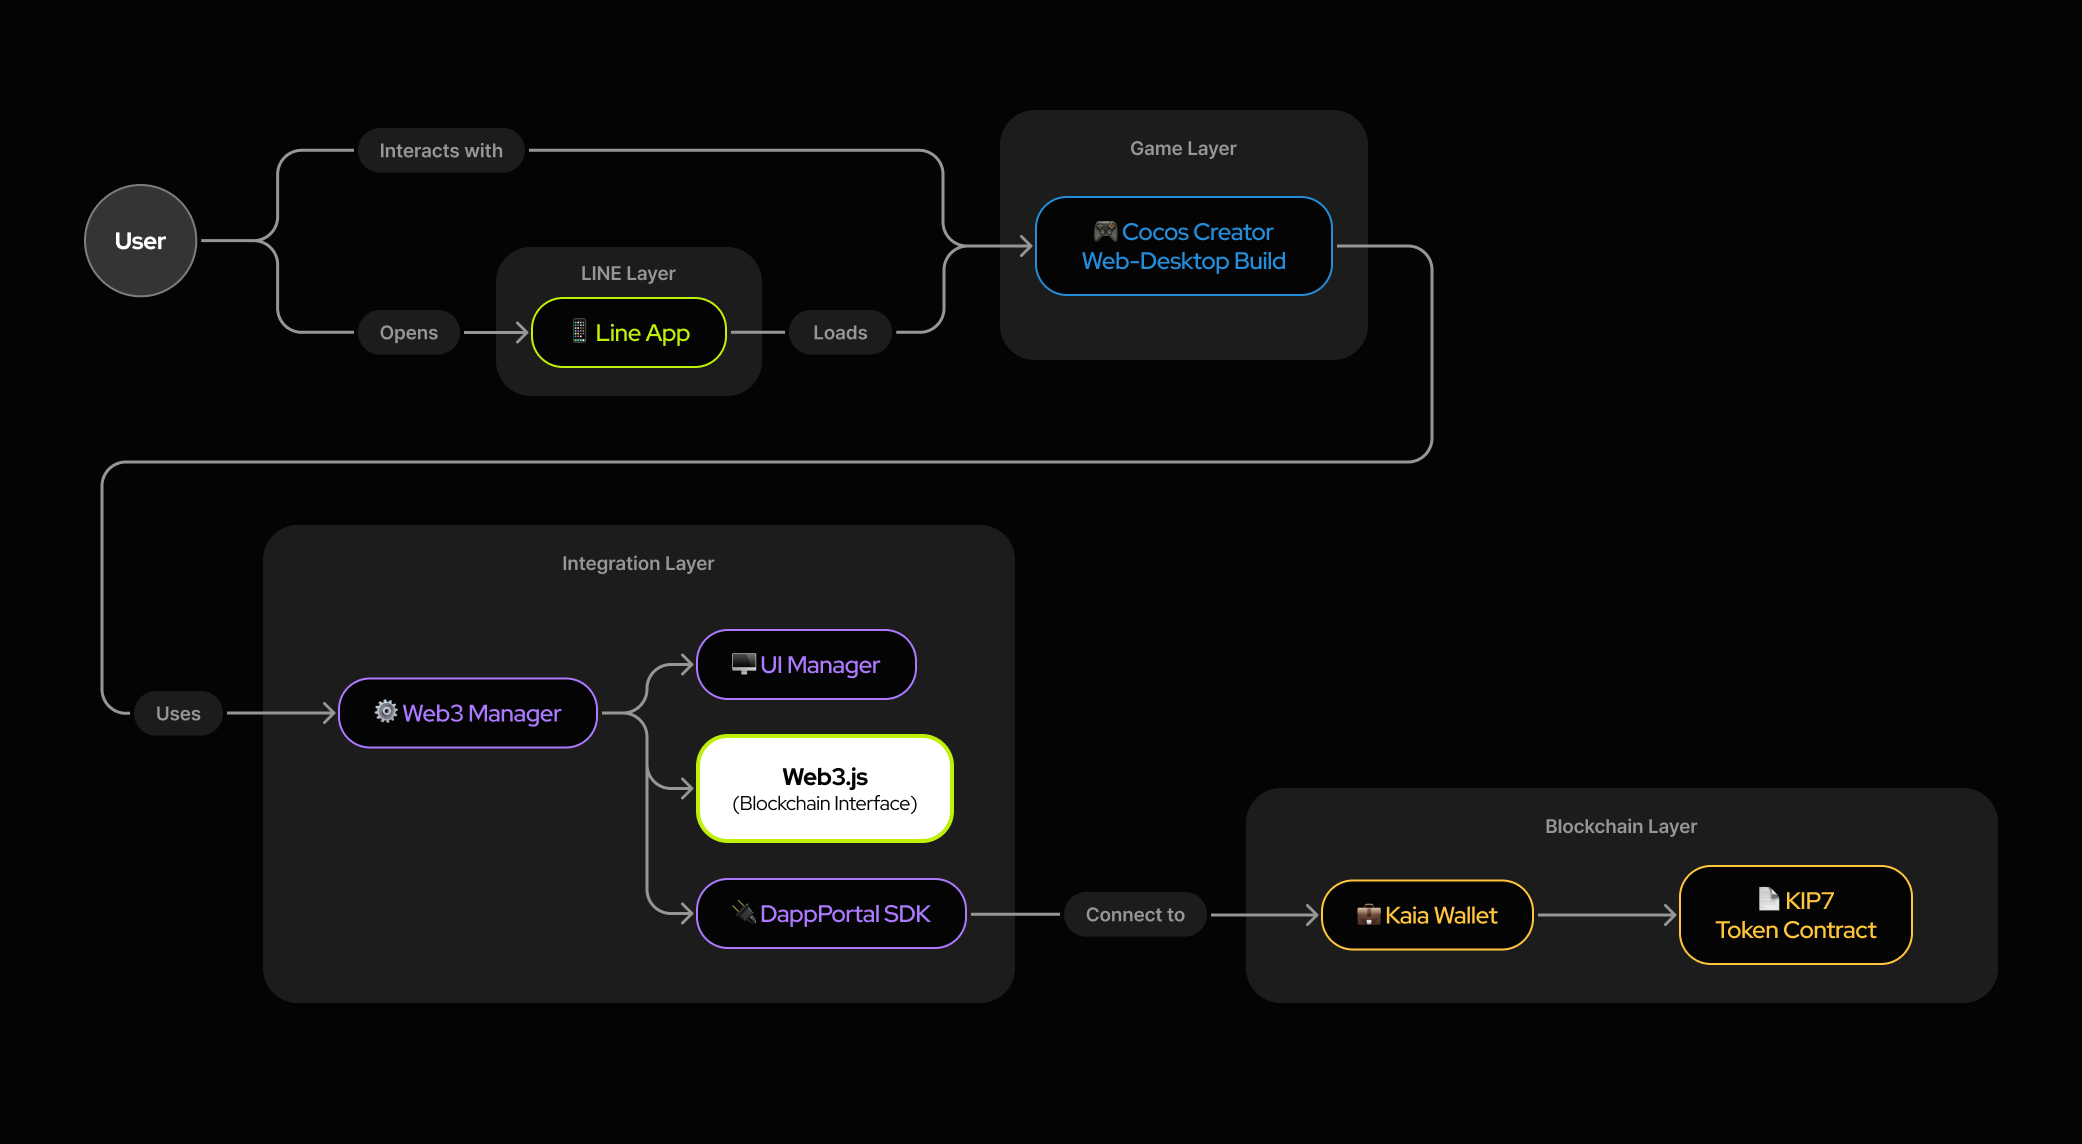 Interacts with
Game Layer
User
Cocos Creator
Web-Desktop Build
LINE Layer
Opens
Line App
Loads
Integration Layer
UI Manager
Uses
Web3 Manager
Web3.js
(Blockchain Interface)
Blockchain Layer
DappPortal SDK
Connect to
Kaia Wallet
KIP7
Token Contract